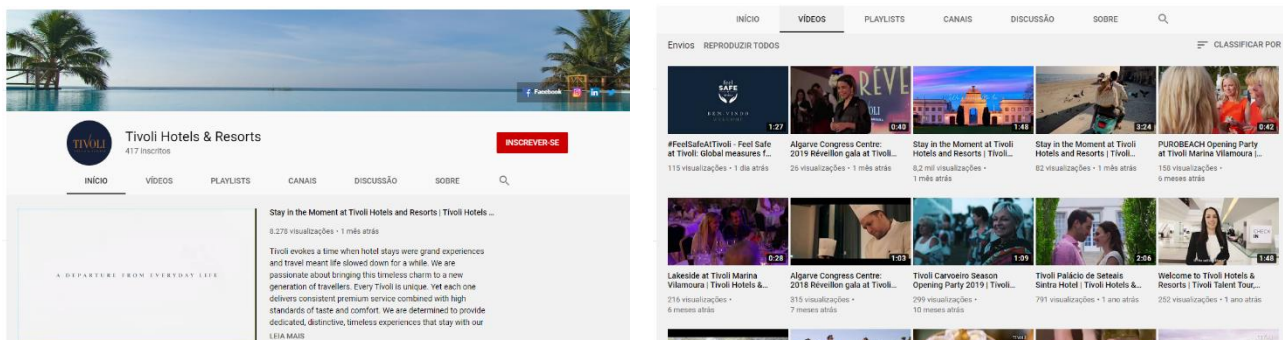 Facebook
TIVOLI
Tivoli Hotels & Resorts
417 inscritos
INSCREVER-SE
INÍCIO VÍDEOS PLAYLISTS CANAIS DISCUSSÃO SOBRE
A DEPARTURE FROM EVERYDAY LIFE
Stay in the Moment at Tivoli Hotels and Resorts | Tivoli Hotels ...
8.278 visualizações • 1 mês atrás
Tivoli evokes a time when hotel stays were grand experiences
and travel meant life slowed down for a while. We are
passionate about bringing this timeless charm to a new
generation of travellers. Every Tivoli is unique. Yet each one
delivers consistent premium service combined with high
standards of taste and comfort. We are determined to provide
dedicated, distinctive, timeless experiences that stay with our
LEIA MAIS
INÍCIO VÍDEOS PLAYLISTS CANAIS DISCUSSÃO SOBRE
Envios REPRODUZIR TODOS
CLASSIFICAR POR
feel
SAFE
BEM-VINDO
1:27
RÉVE
0:40
1:48
3:24
0:42
#FeelSafeAtTivoli - Feel Safe
at Tivoli: Global measures f...
115 visualizações • 1 dia atrás
Algarve Congress Centre:
2019 Réveillon gala at Tivoli...
26 visualizações • 1 mês atrás
Stay in the Moment at Tivoli
Hotels and Resorts | Tivoli...
8,2 mil visualizações •
1 mês atrás
Stay in the Moment at Tivoli
Hotels and Resorts | Tivoli...
82 visualizações • 1 mês atrás
PUROBEACH Opening Party
at Tivoli Marina Vilamoura |...
158 visualizações •
6 meses atrás
0:28
1:03
1:09
2:06
CHECK
IN
1:48
Lakeside at Tivoli Marina
Vilamoura | Tivoli Hotels &...
216 visualizações •
6 meses atrás
Algarve Congress Centre:
2018 Réveillon gala at Tivoli...
315 visualizações •
7 meses atrás
Tivoli Carvoeiro Season
Opening Party 2019 | Tivoli...
299 visualizações •
10 meses atrás
Tivoli Palácio de Seteais
Sintra Hotel | Tivoli Hotels &...
791 visualizações • 1 ano atrás
Welcome to Tivoli Hotels &
Resorts | Tivoli Talent Tour,...
252 visualizações • 1 ano atrás